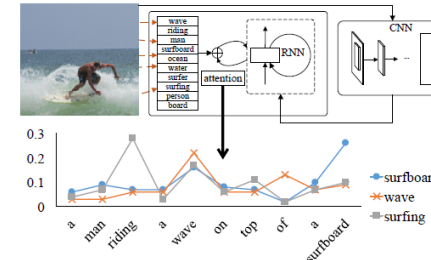 wave
riding
man
surfboard
ocean
water
surfer
surfing
person
board
attention
RNN
CNN
...
0.3
0.2
0.1
0
a
man
riding
a
wave
on
top
of
a
surfboard
surfboar
wave
surfing